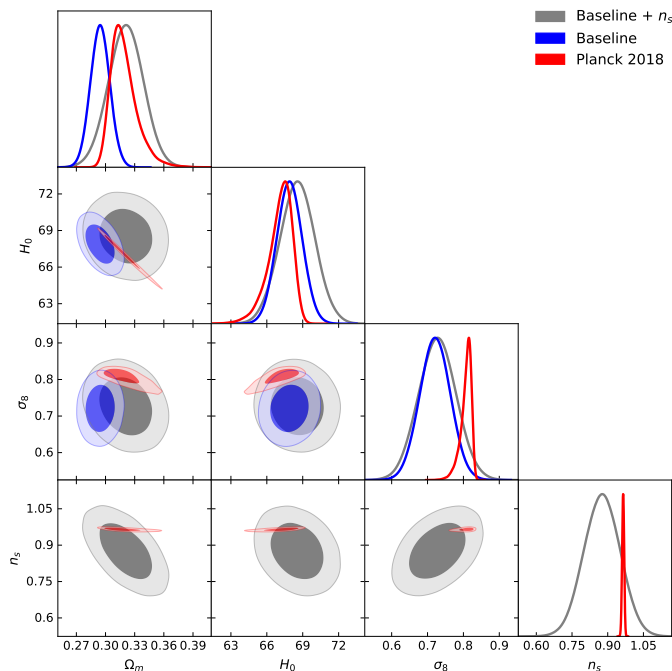 Baseline + n_s
Baseline
Planck 2018
72
69
66
63
H_0
0.9
0.8
0.7
0.6
σ_8
1.05
0.90
0.75
0.60
n_s
0.27 0.30 0.33 0.36 0.39
63 66 69 72
0.6 0.7 0.8 0.9
0.60 0.75 0.90 1.05
Ω_m H_0 σ_8 n_s